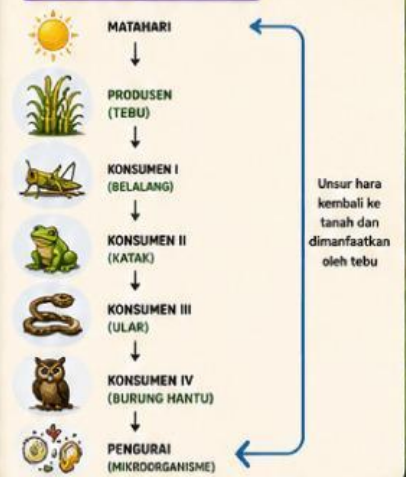 MATAHARI
PRODUSEN
(TEBU)
KONSUMEN I
(BELALANG)
KONSUMEN II
(KATAK)
KONSUMEN III
(ULAR)
KONSUMEN IV
(BURUNG HANTU)
PENGURAI
(MIKROORGANISME)
Unsur hara
kembali ke
tanah dan
dimanfaatkan
oleh tebu